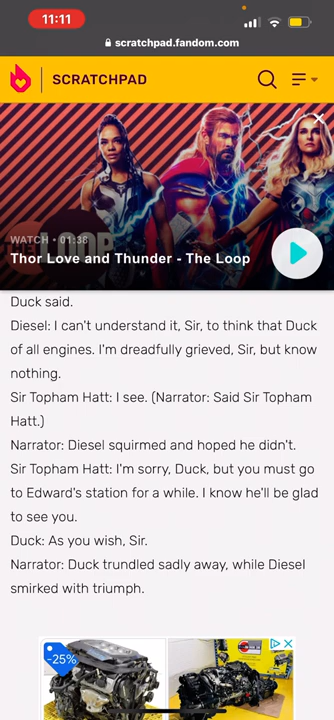 11:11
scratchpad.fandom.com
SCRATCHPAD
WATCH • 01:38
Thor Love and Thunder - The Loop
Duck said.
Diesel: I can't understand it, Sir, to think that Duck
of all engines. I'm dreadfully grieved, Sir, but know
nothing.
Sir Topham Hatt: I see. (Narrator: Said Sir Topham
Hatt.)
Narrator: Diesel squirmed and hoped he didn't.
Sir Topham Hatt: I'm sorry, Duck, but you must go
to Edward's station for a while. I know he'll be glad
to see you.
Duck: As you wish, Sir.
Narrator: Duck trundled sadly away, while Diesel
smirked with triumph.
-25%